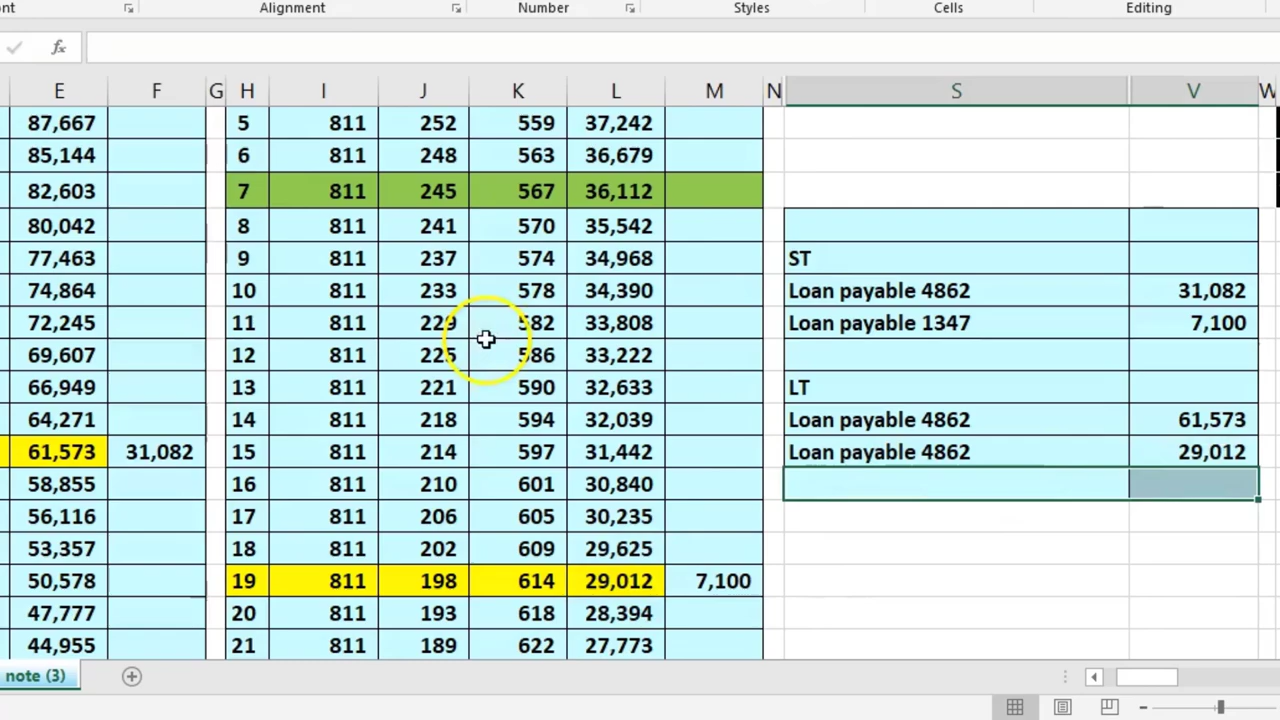 Alignment Number Styles Cells Editing
fx
E F G H I J K L M N S V W
87,667 5 811 252 559 37,242
85,144 6 811 248 563 36,679
82,603 7 811 245 567 36,112
80,042 8 811 241 570 35,542
77,463 9 811 237 574 34,968 ST
74,864 10 811 233 578 34,390 Loan payable 4862 31,082
72,245 11 811 229 582 33,808 Loan payable 1347 7,100
69,607 12 811 225 586 33,222
66,949 13 811 221 590 32,633 LT
64,271 14 811 218 594 32,039 Loan payable 4862 61,573
61,573 31,082 15 811 214 597 31,442 Loan payable 4862 29,012
58,855 16 811 210 601 30,840
56,116 17 811 206 605 30,235
53,357 18 811 202 609 29,625
50,578 19 811 198 614 29,012 7,100
47,777 20 811 193 618 28,394
44,955 21 811 189 622 27,773
note (3)